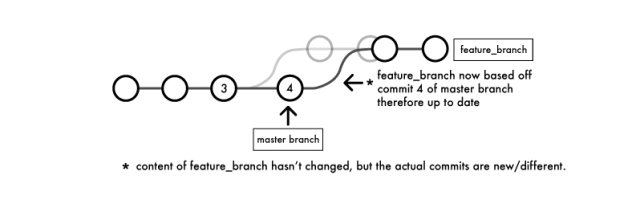 feature_branch
* feature_branch now based off
commit 4 of master branch
therefore up to date
3
4
master branch
* content of feature_branch hasn't changed, but the actual commits are new/different.